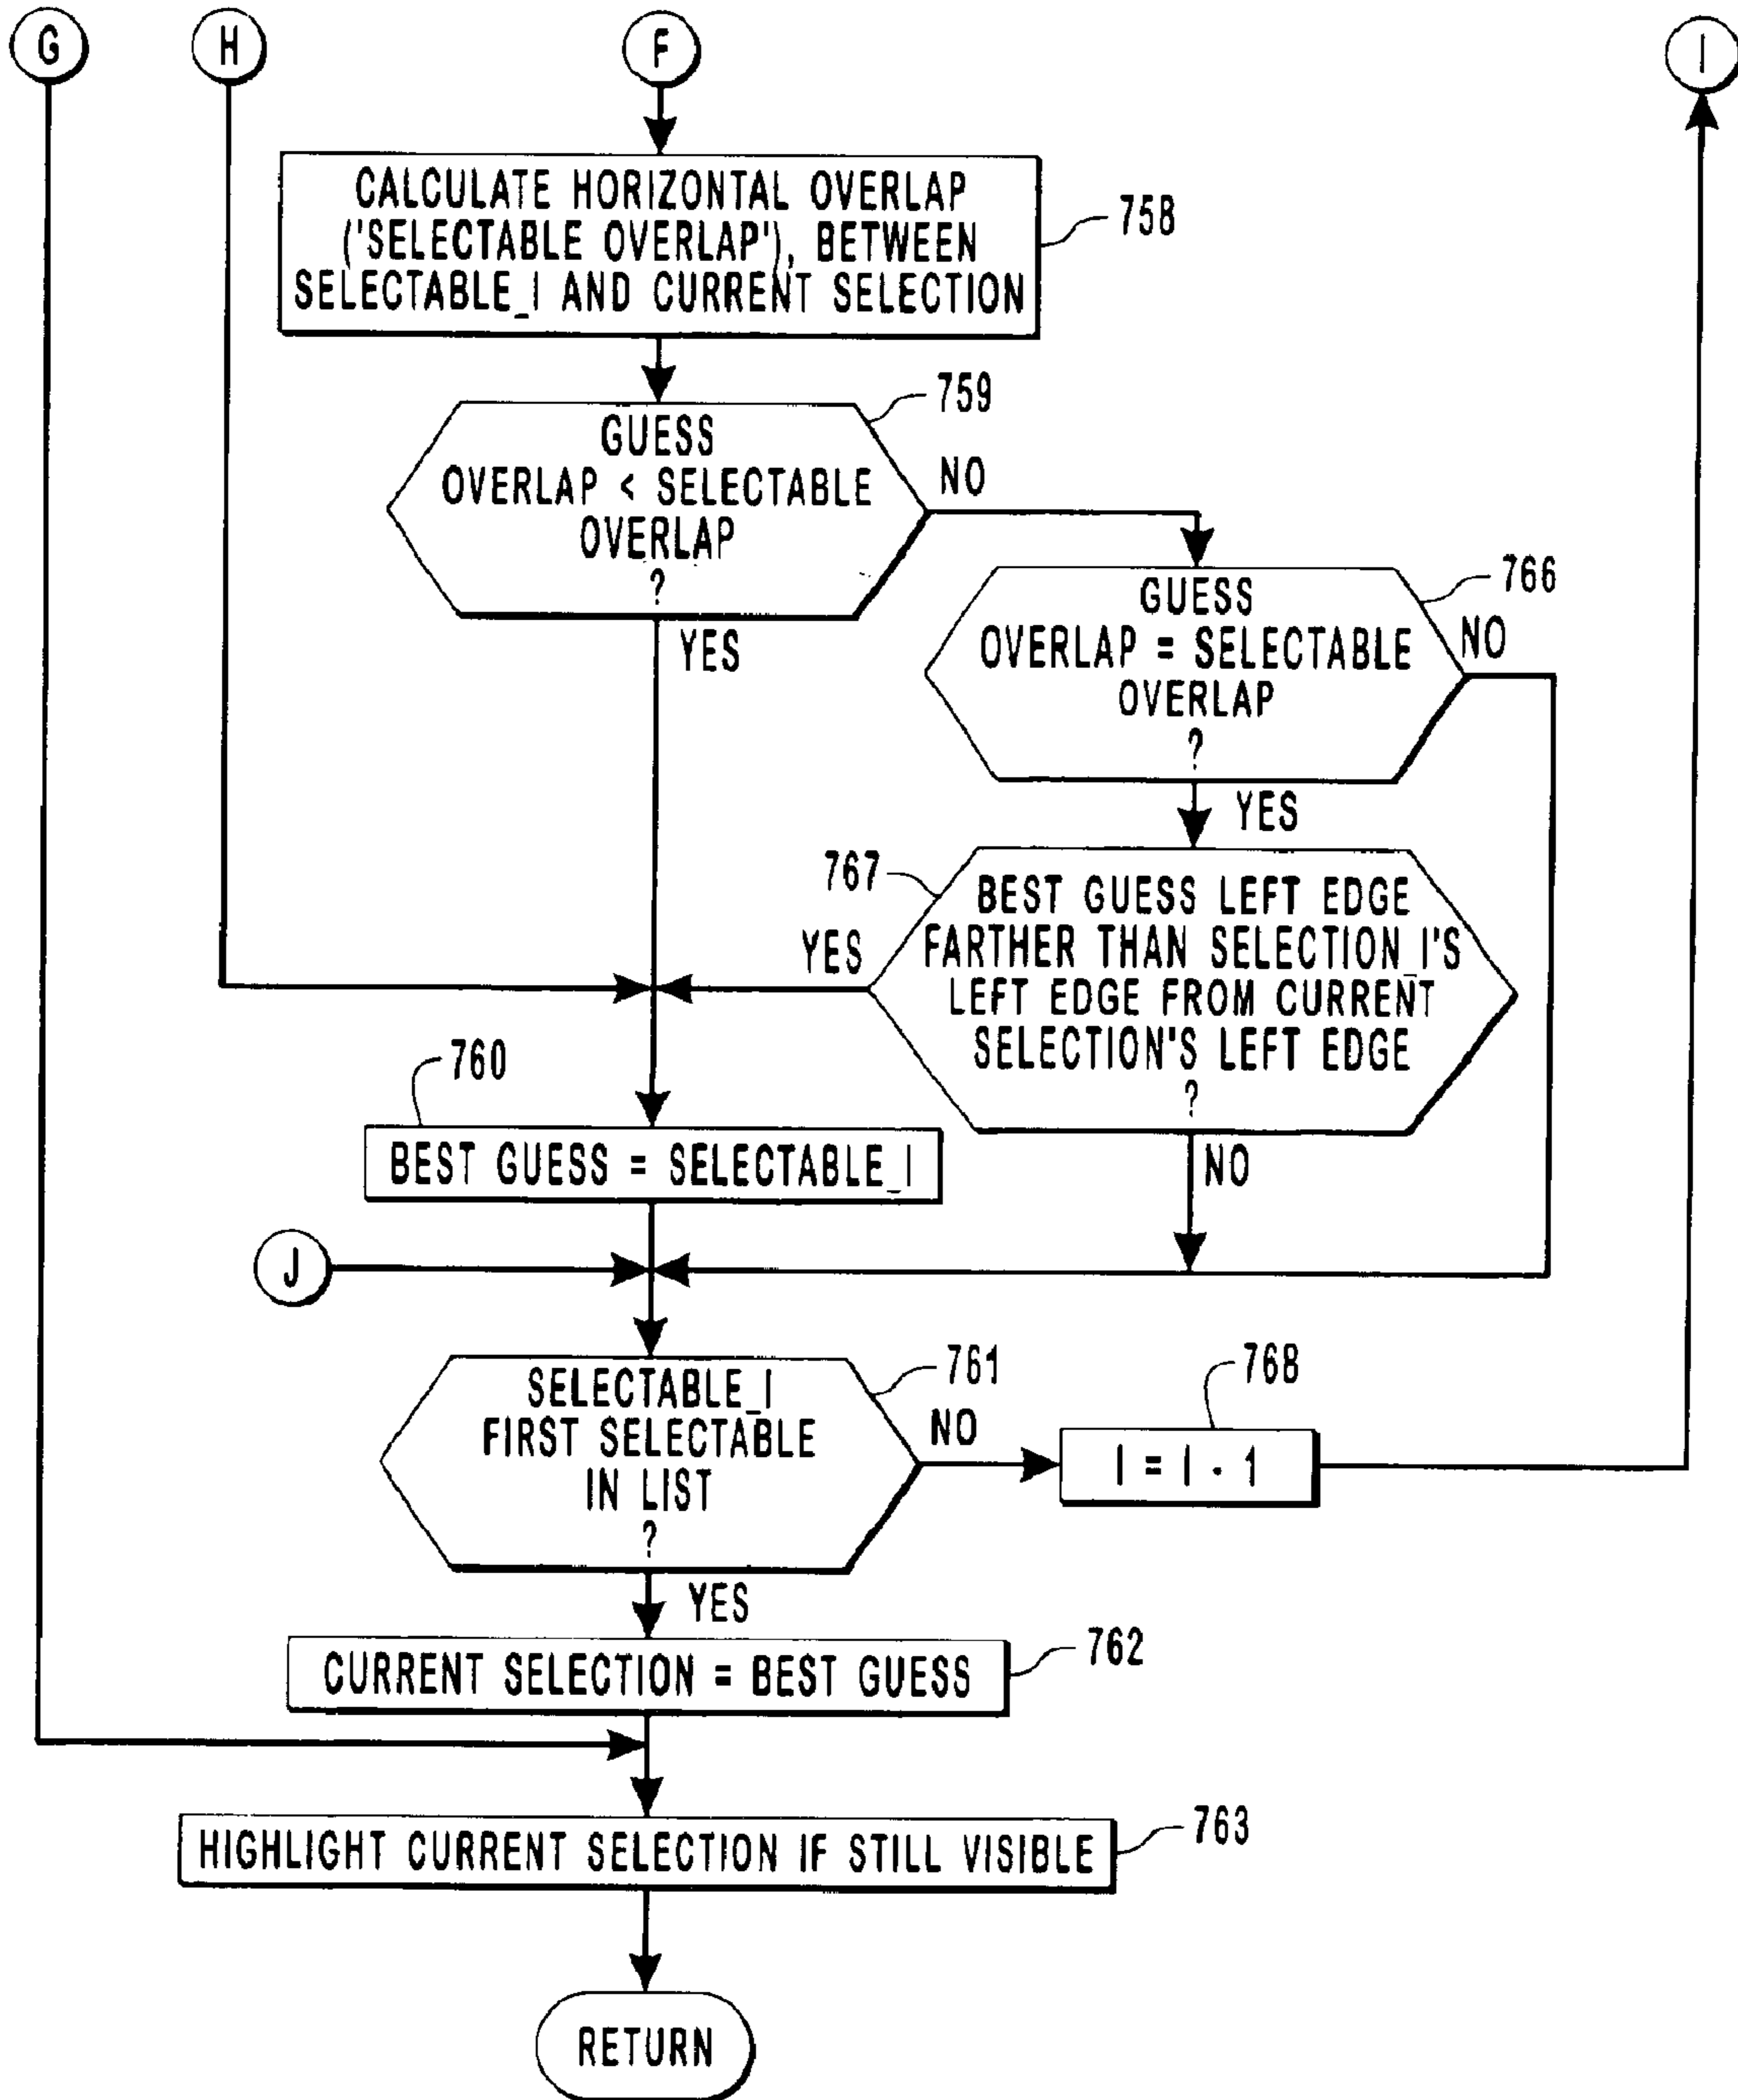 G
H
F
I
CALCULATE HORIZONTAL OVERLAP
('SELECTABLE OVERLAP'), BETWEEN
SELECTABLE_I AND CURRENT SELECTION
758
759
GUESS
OVERLAP < SELECTABLE
OVERLAP
?
NO
YES
766
GUESS
OVERLAP = SELECTABLE
OVERLAP
?
NO
YES
767
BEST GUESS LEFT EDGE
FARTHER THAN SELECTION_I'S
LEFT EDGE FROM CURRENT
SELECTION'S LEFT EDGE
?
YES
NO
760
BEST GUESS = SELECTABLE_I
J
761
SELECTABLE_I
FIRST SELECTABLE
IN LIST
?
NO
768
I = I - 1
YES
CURRENT SELECTION = BEST GUESS
762
HIGHLIGHT CURRENT SELECTION IF STILL VISIBLE
763
RETURN